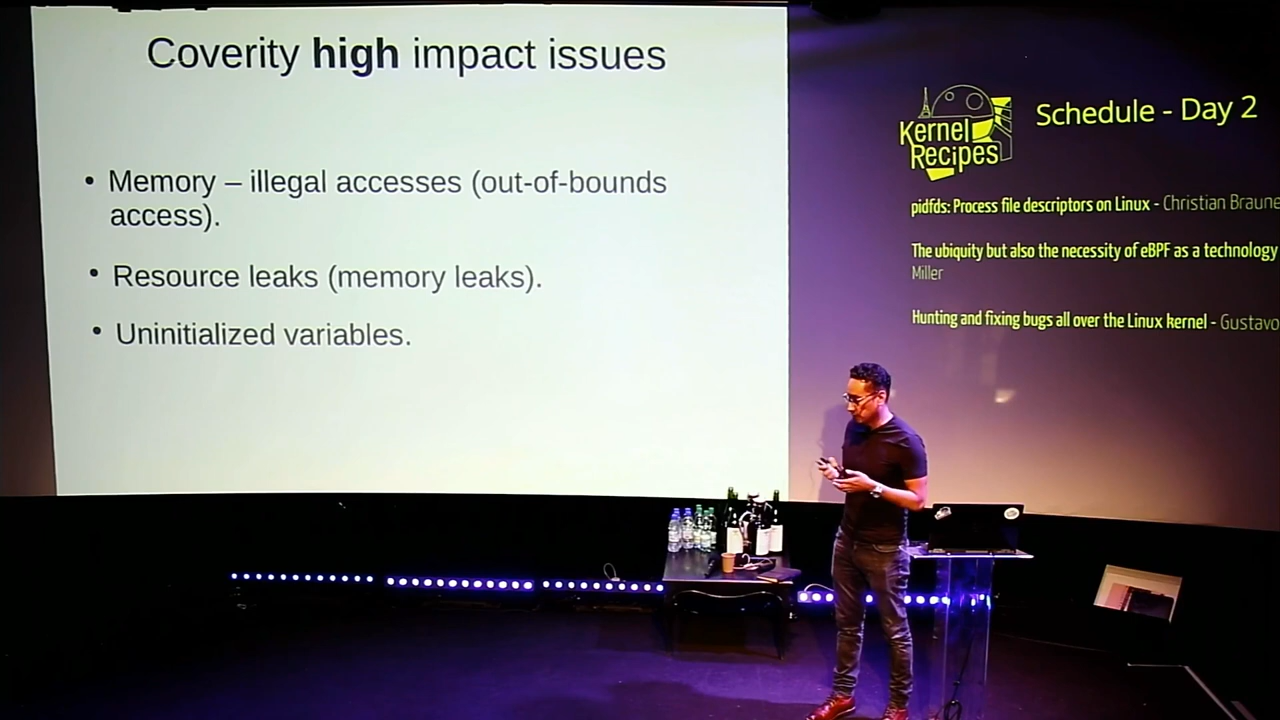 Coverity high impact issues
• Memory – illegal accesses (out-of-bounds
access).
• Resource leaks (memory leaks).
• Uninitialized variables.
Kernel
Recipes
Schedule - Day 2
pidfds: Process file descriptors on Linux - Christian Braune
The ubiquity but also the necessity of eBPF as a technology
Miller
Hunting and fixing bugs all over the Linux kernel - Gustavo